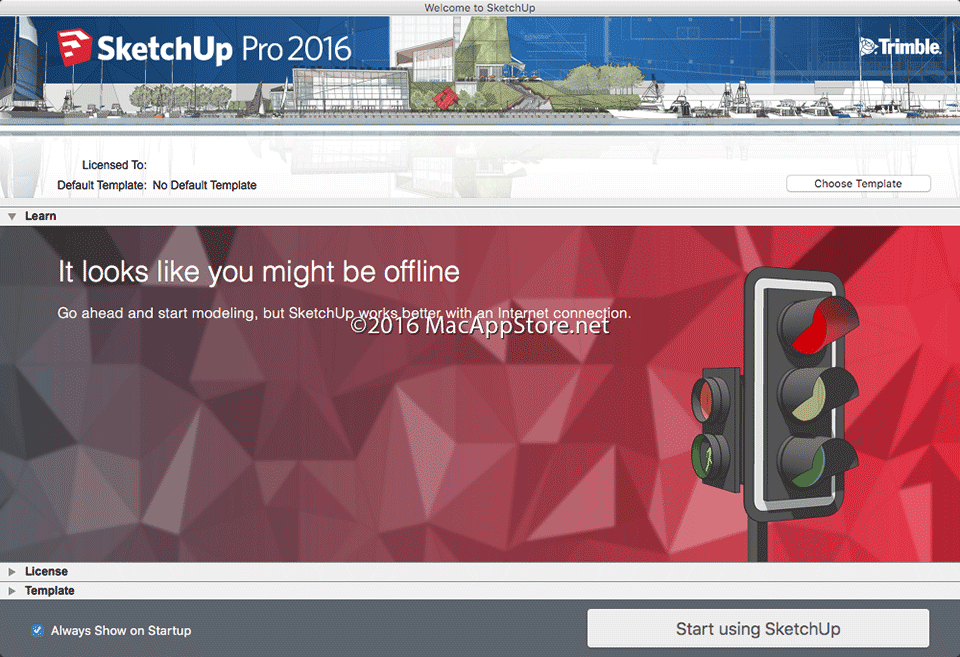 Welcome to SketchUp
SketchUp Pro 2016
Trimble.
Licensed To:
Default Template: No Default Template
Choose Template
Learn
It looks like you might be offline
Go ahead and start modeling, but SketchUp works better with an Internet connection.
©2016 MacAppStore.net
License
Template
Always Show on Startup
Start using SketchUp